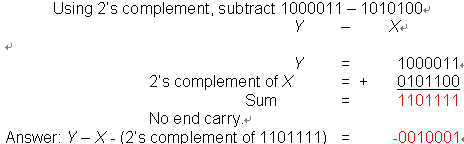 Using 2's complement, subtract 1000011 – 1010100↵
Y – X↵
↵
Y = 1000011
2's complement of X = + 0101100
Sum = 1101111
No end carry.↵
Answer: Y – X - (2's complement of 1101111) = -0010001